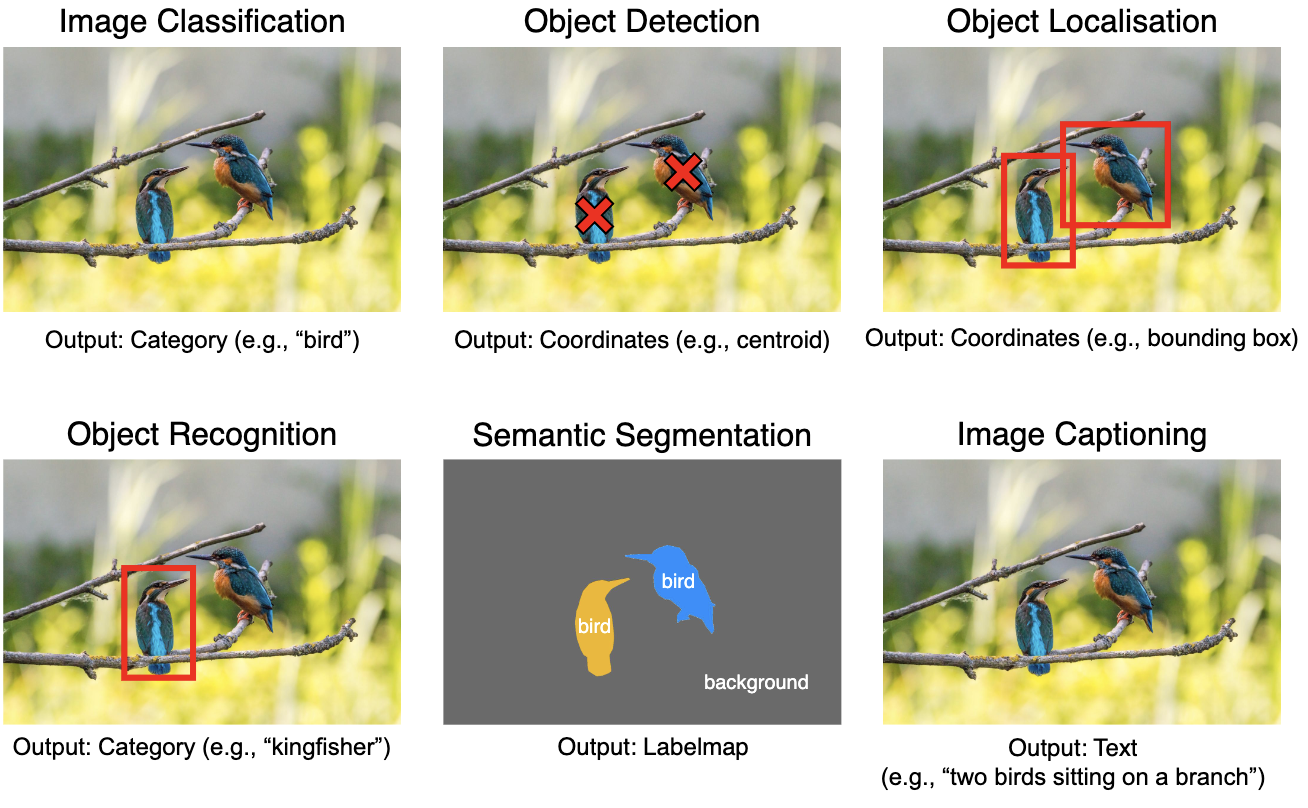 Image Classification
Object Detection
Object Localisation
Output: Category (e.g., “bird”)
Output: Coordinates (e.g., centroid)
Output: Coordinates (e.g., bounding box)
Object Recognition
Semantic Segmentation
Image Captioning
bird
bird
background
Output: Category (e.g., “kingfisher”)
Output: Labelmap
Output: Text
(e.g., “two birds sitting on a branch”)